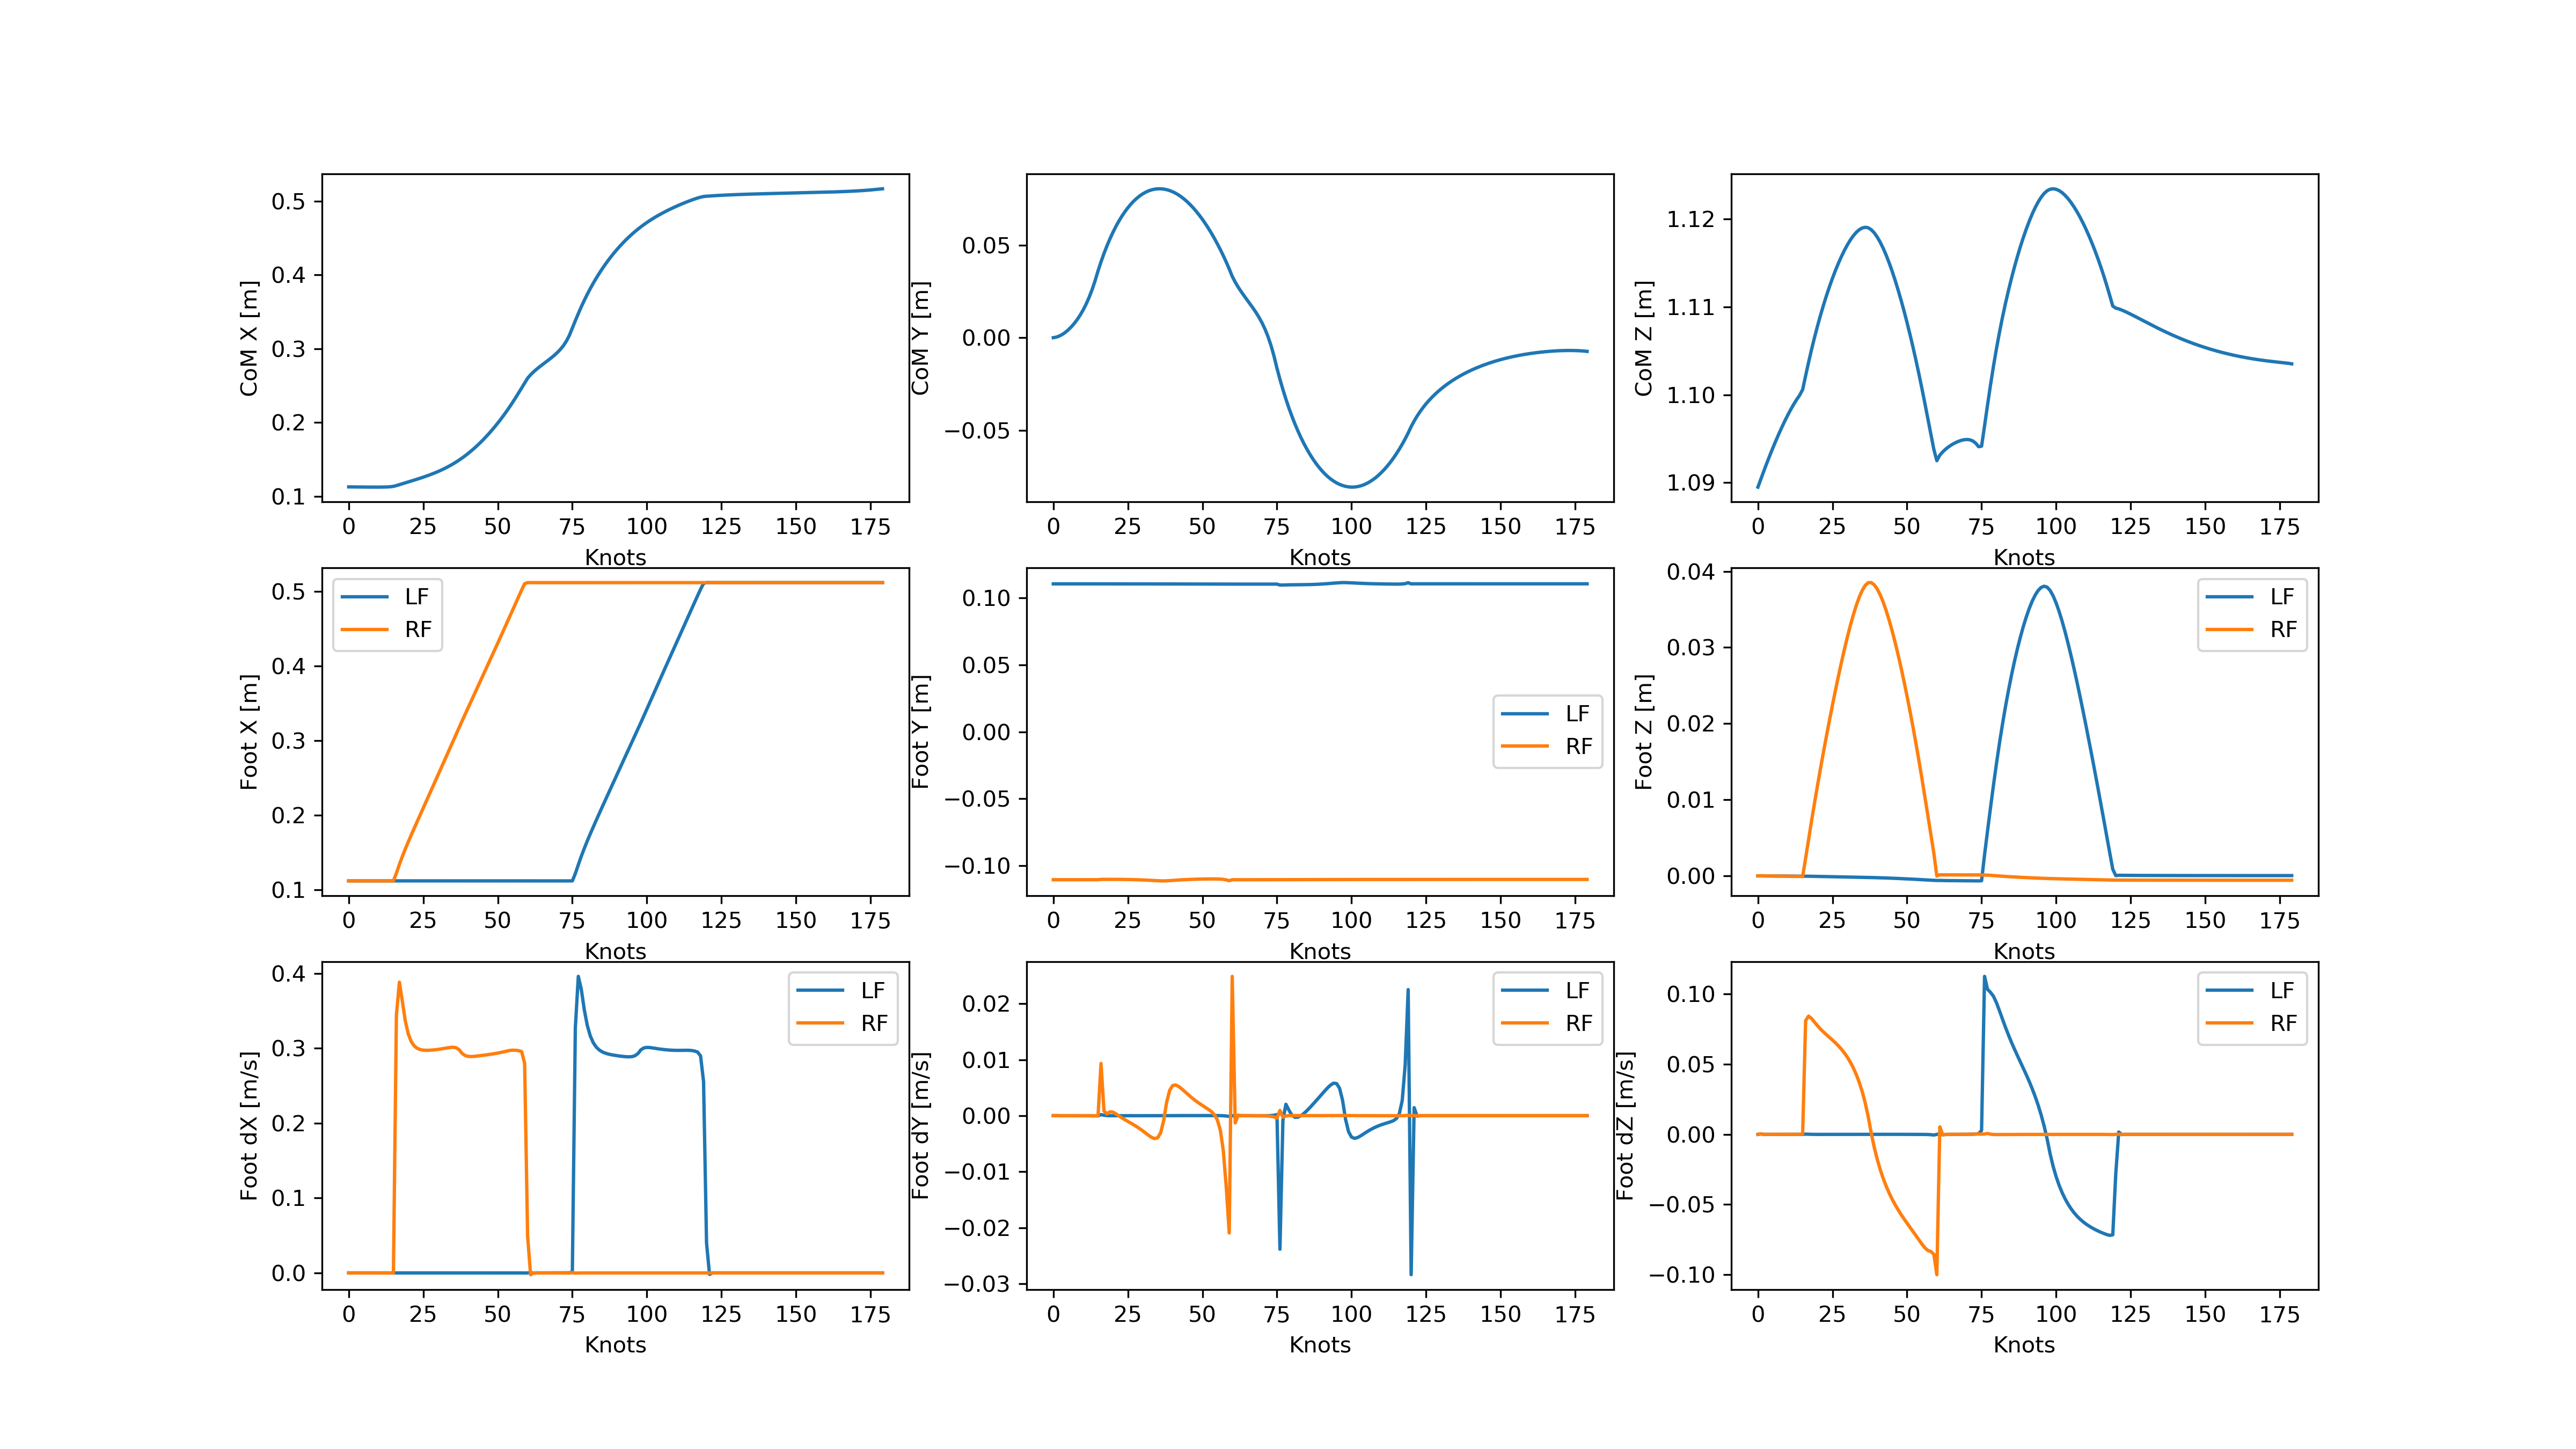 CoM X [m]
0.5
0.4
0.3
0.2
0.1
0 25 50 75 100 125 150 175
Knots
CoM Y [m]
0.05
0.00
−0.05
0 25 50 75 100 125 150 175
Knots
CoM Z [m]
1.12
1.11
1.10
1.09
0 25 50 75 100 125 150 175
Knots
Foot X [m]
0.5
0.4
0.3
0.2
0.1
LF
RF
0 25 50 75 100 125 150 175
Knots
Foot Y [m]
0.10
0.05
0.00
−0.05
−0.10
LF
RF
0 25 50 75 100 125 150 175
Knots
Foot Z [m]
0.04
0.03
0.02
0.01
0.00
LF
RF
0 25 50 75 100 125 150 175
Knots
Foot dX [m/s]
0.4
0.3
0.2
0.1
0.0
LF
RF
0 25 50 75 100 125 150 175
Knots
Foot dY [m/s]
0.02
0.01
0.00
−0.01
−0.02
−0.03
LF
RF
0 25 50 75 100 125 150 175
Knots
Foot dZ [m/s]
0.10
0.05
0.00
−0.05
−0.10
LF
RF
0 25 50 75 100 125 150 175
Knots